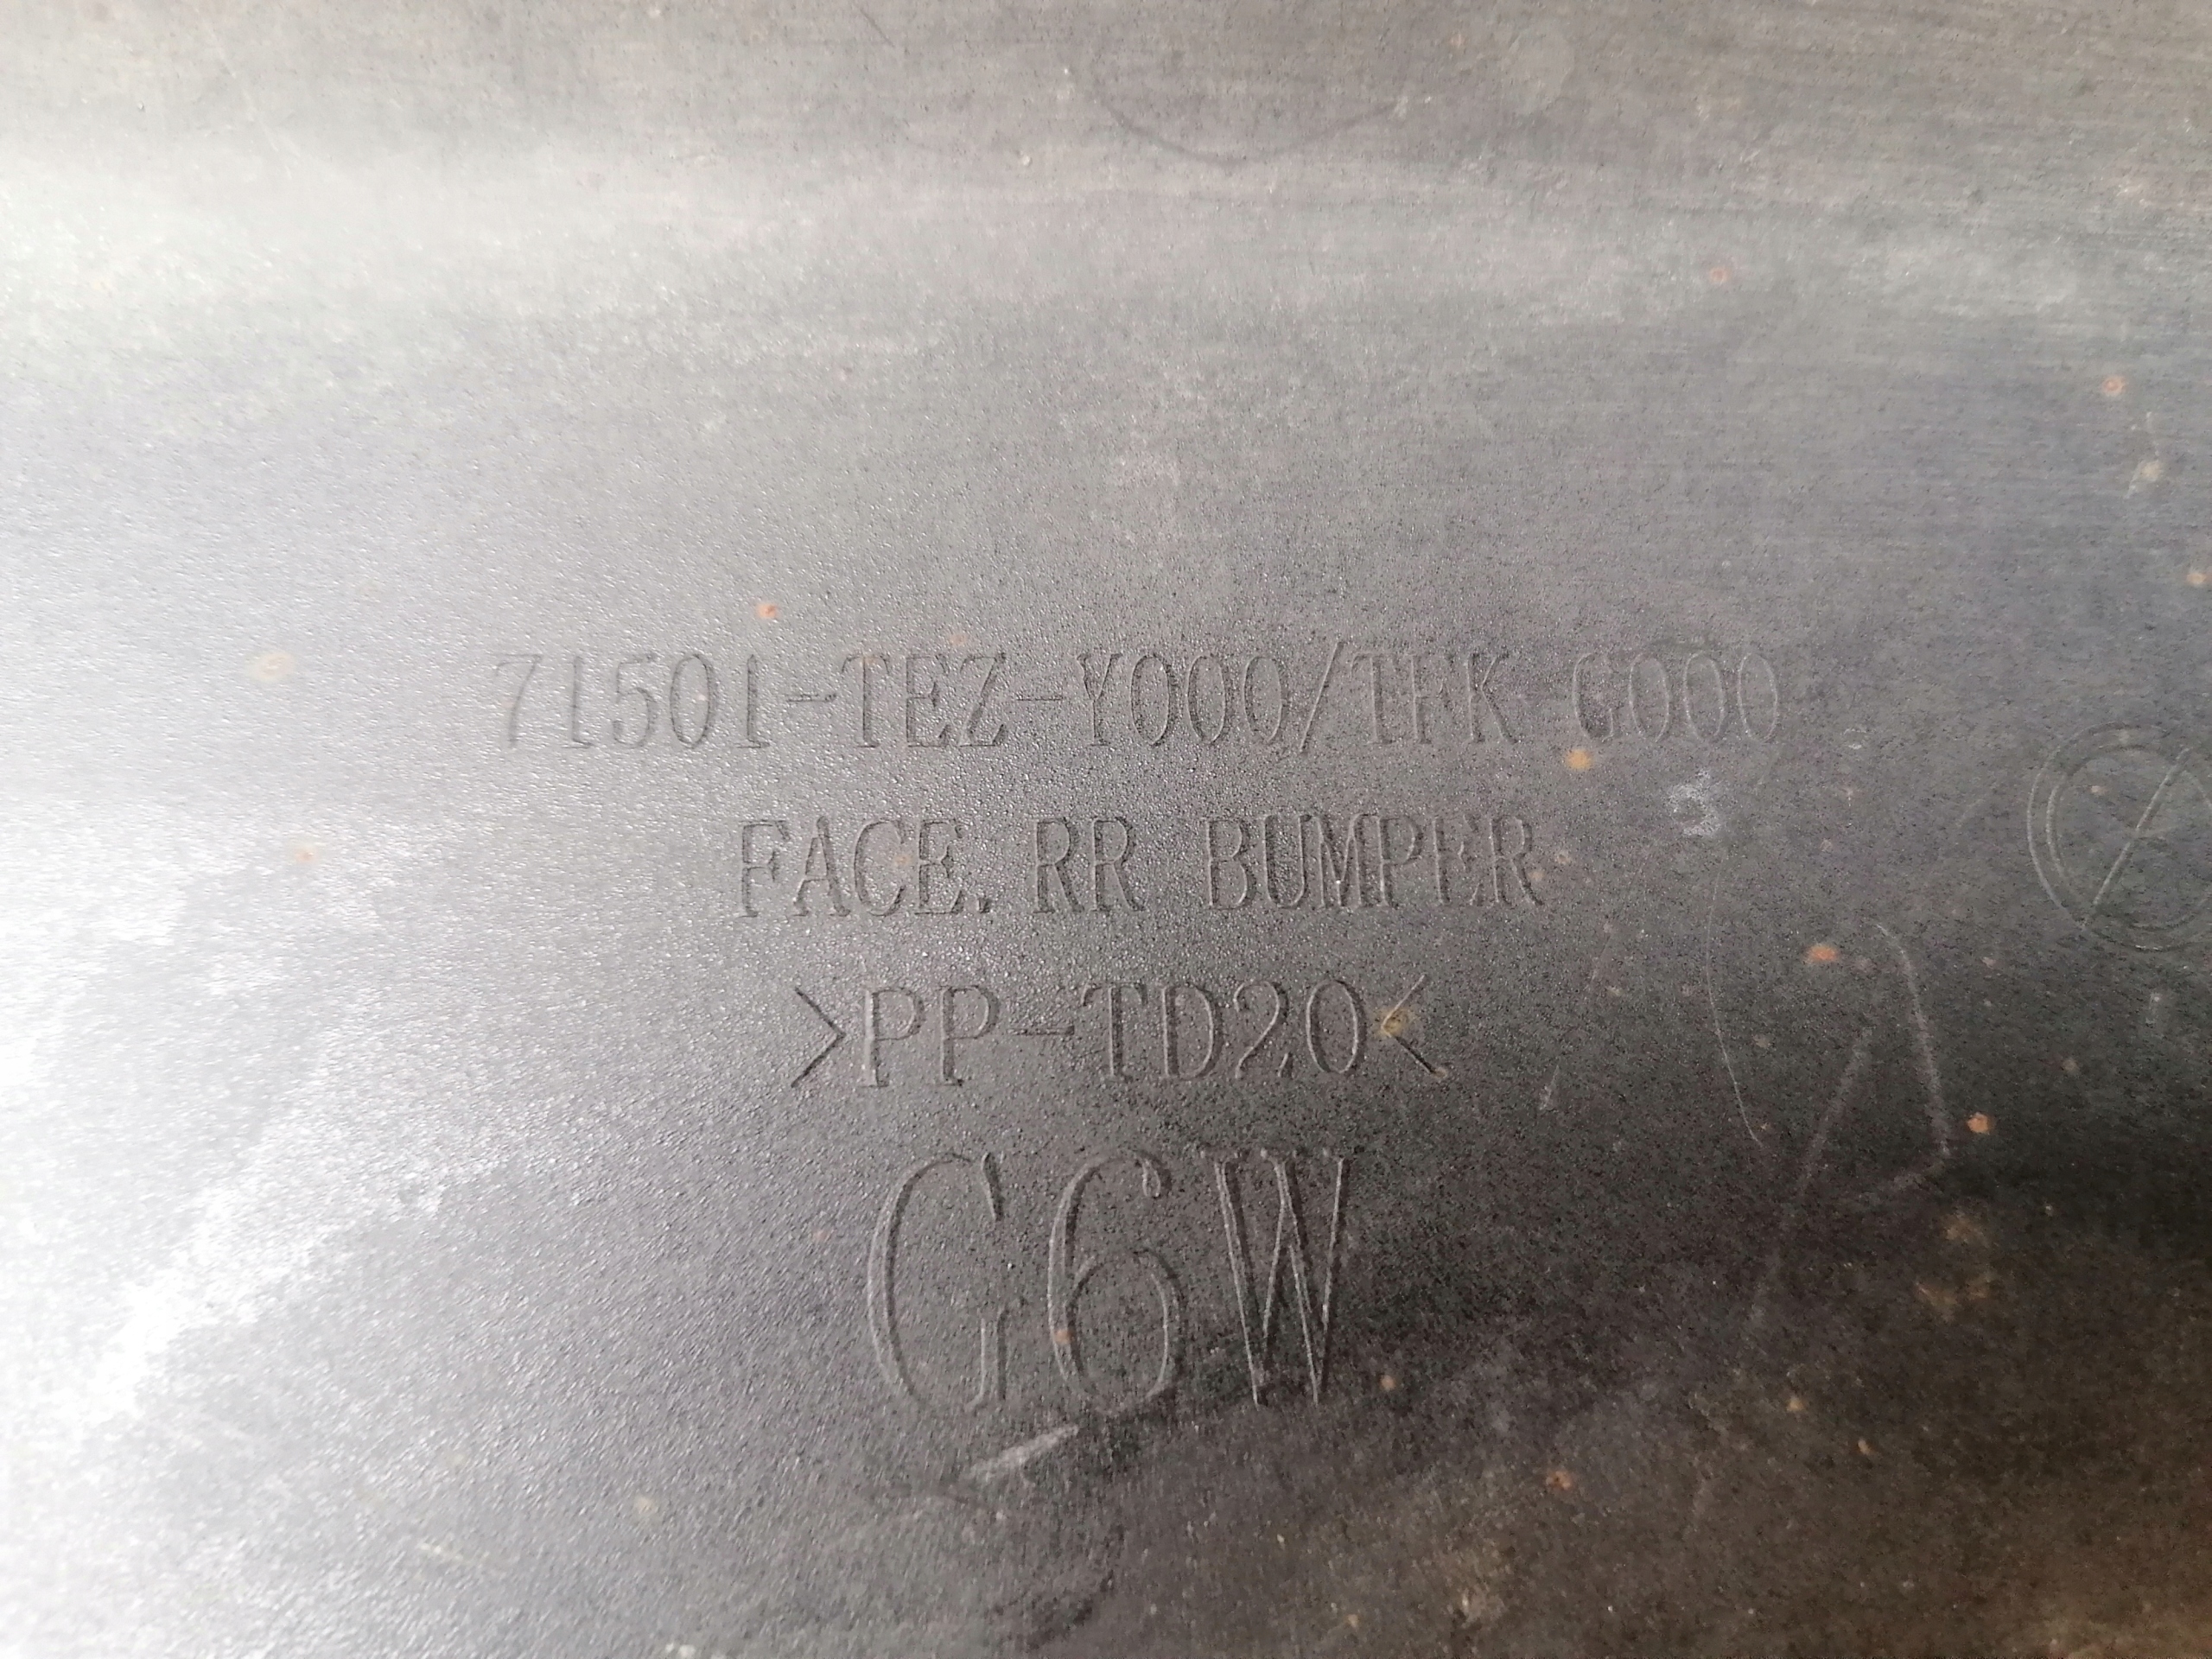 71501-TEZ-Y000/TFK-G000
FACE. RR BUMPER
>PP-TD20<
G6W